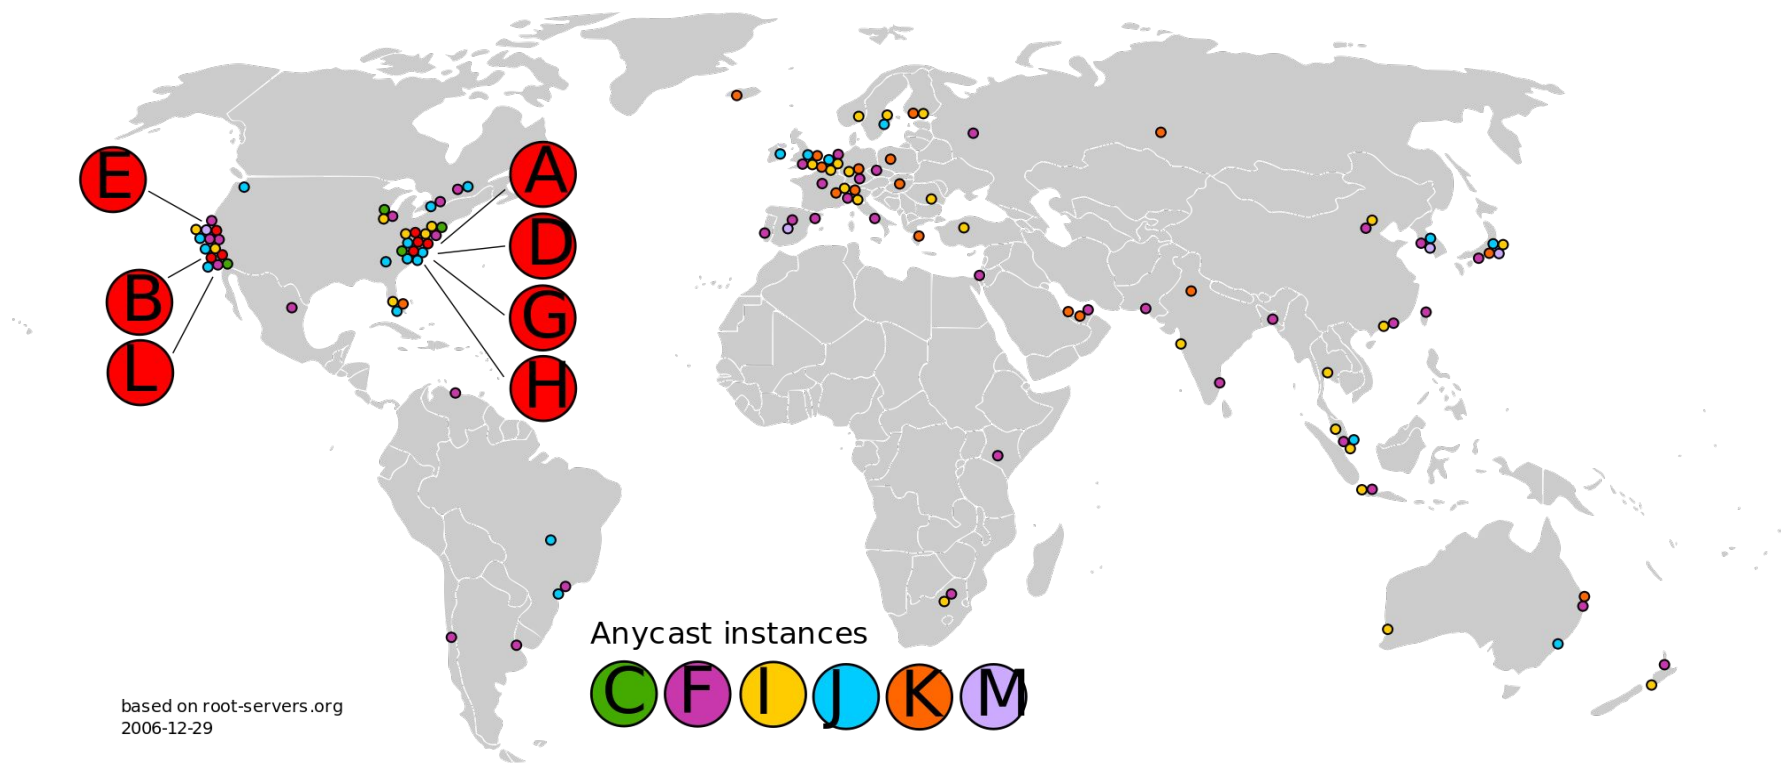 E
A
D
B
G
L
H
Anycast instances
C F I J K M
based on root-servers.org
2006-12-29